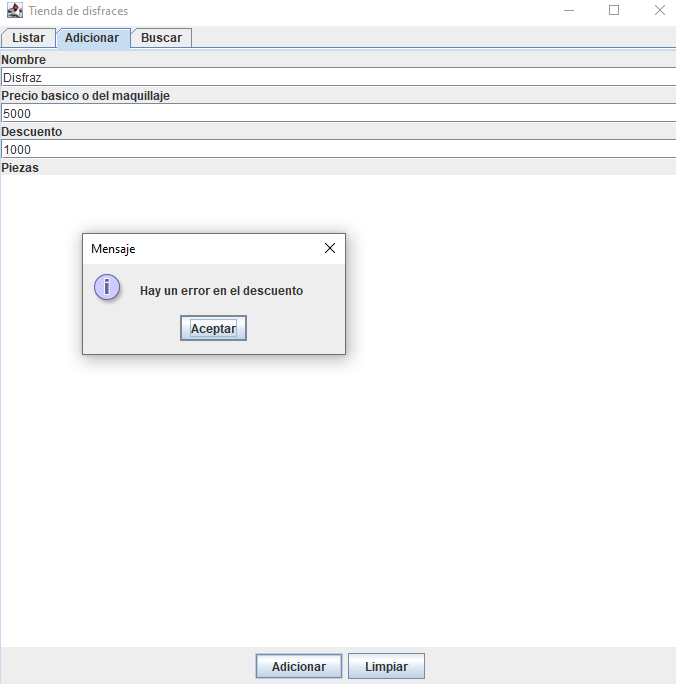 Tienda de disfraces
Listar Adicionar Buscar
Nombre
Disfraz
Precio basico o del maquillaje
5000
Descuento
1000
Piezas
Mensaje
Hay un error en el descuento
Aceptar
Adicionar Limpiar